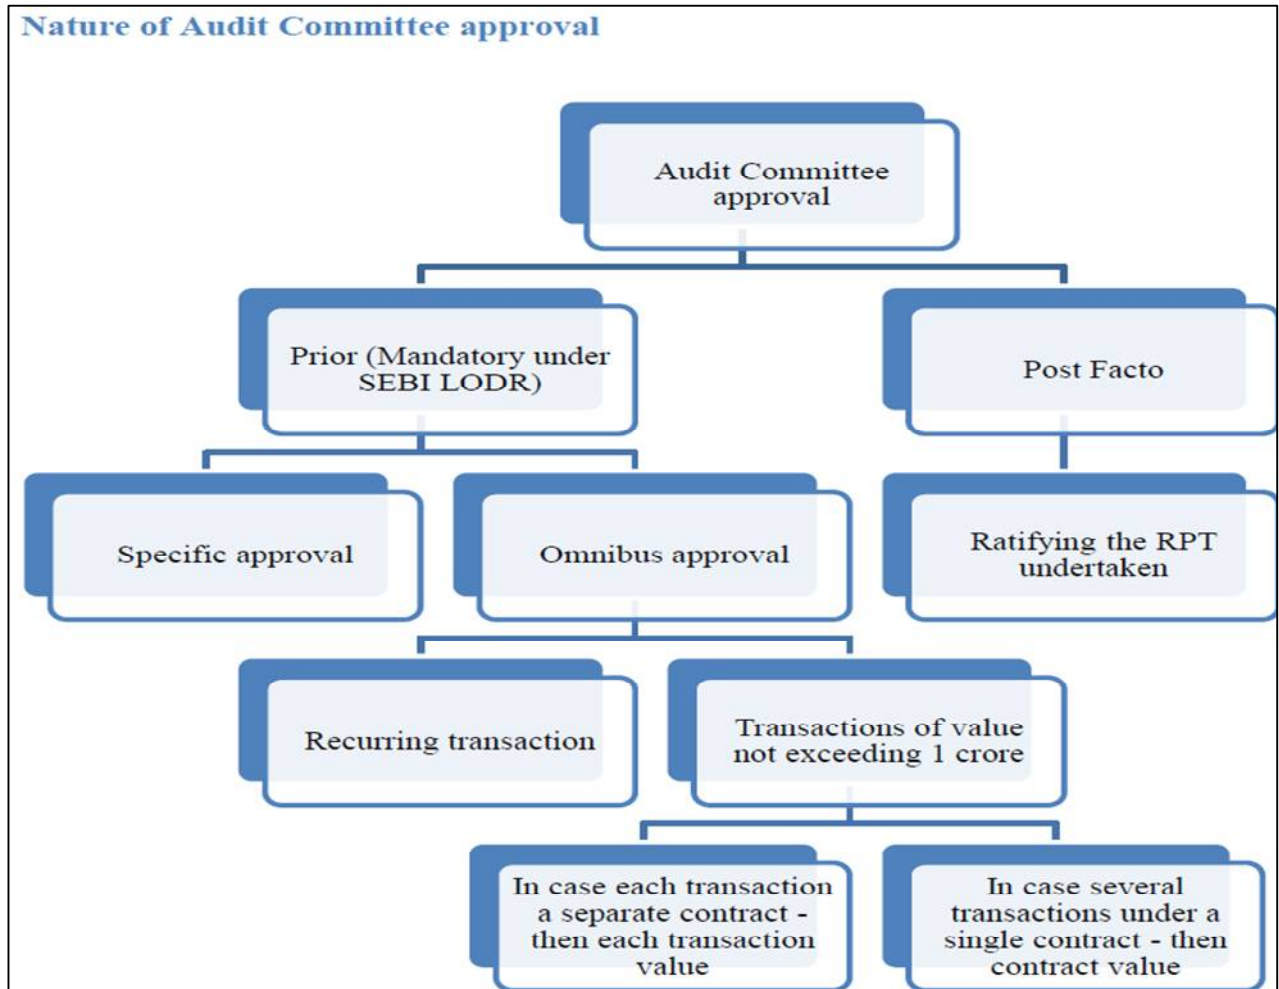 Nature of Audit Committee approval
Audit Committee
approval
Prior (Mandatory under
SEBI LODR)
Post Facto
Specific approval
Omnibus approval
Ratifying the RPT
undertaken
Recurring transaction
Transactions of value
not exceeding 1 crore
In case each transaction
a separate contract -
then each transaction
value
In case several
transactions under a
single contract - then
contract value